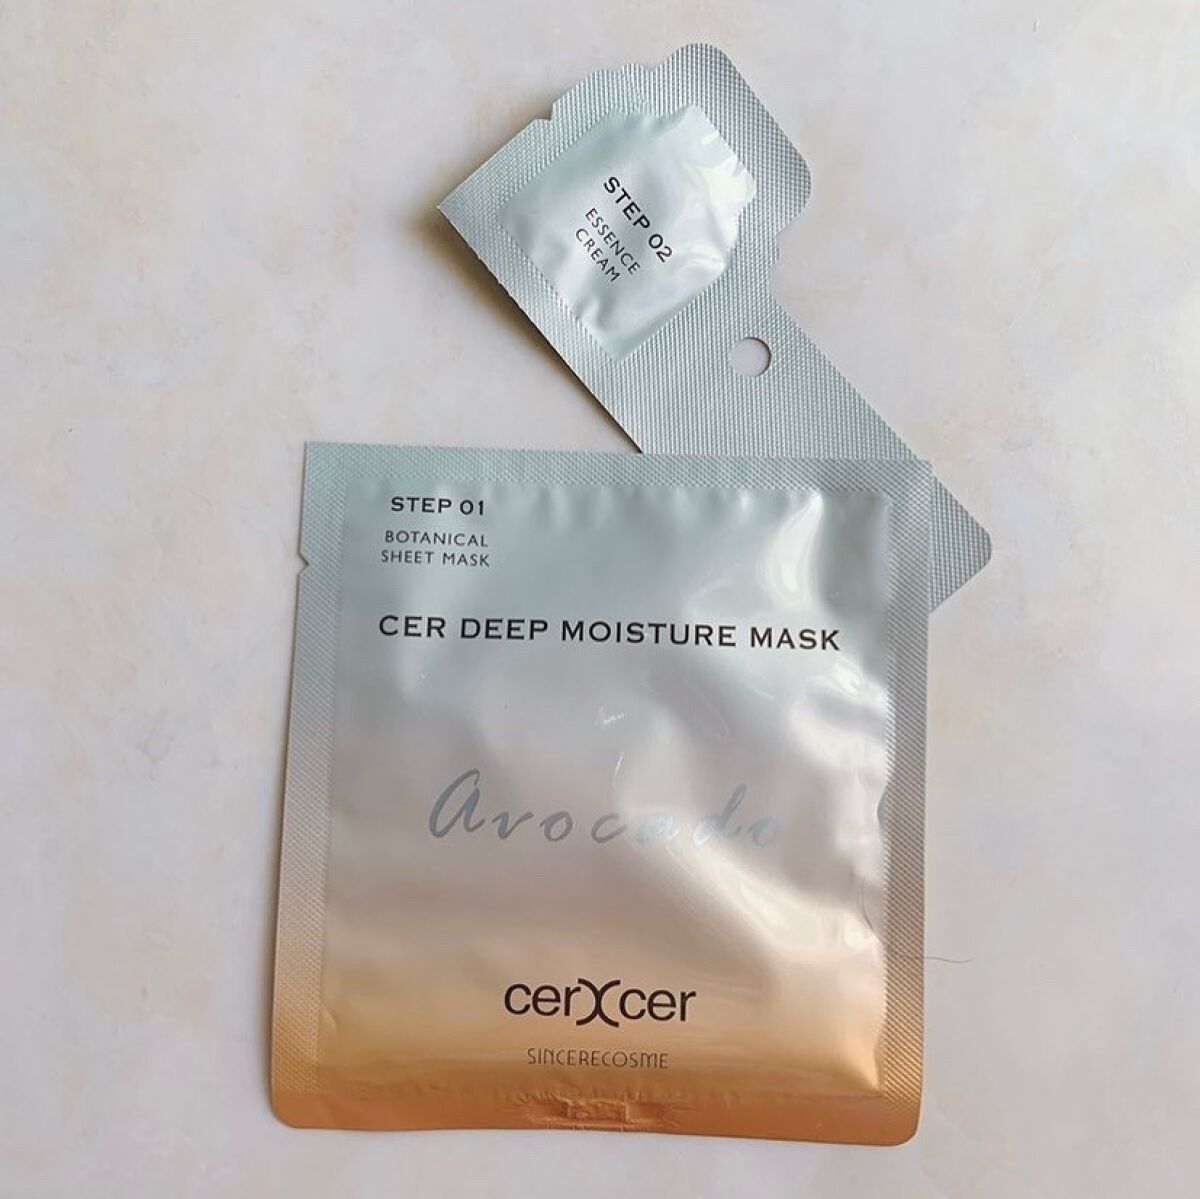 STEP 02
ESSENCE
CREAM
STEP 01
BOTANICAL
SHEET MASK
CER DEEP MOISTURE MASK
Avocado
cerXcer
SINCERECOSME